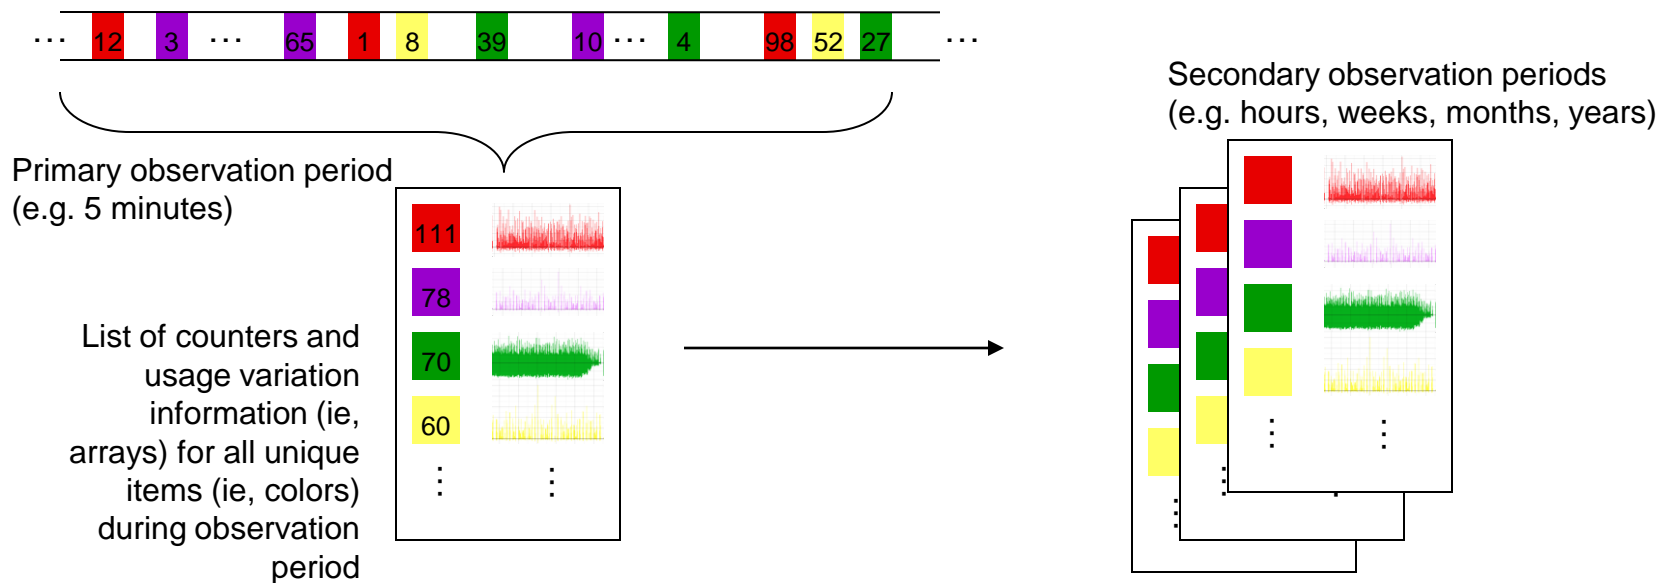 ... 12 3 ... 65 1 8 39 10 ... 4 98 52 27 ...
Secondary observation periods
(e.g. hours, weeks, months, years)
Primary observation period
(e.g. 5 minutes)
111
78
70
60
List of counters and
usage variation
information (ie,
arrays) for all unique
items (ie, colors)
during observation
period